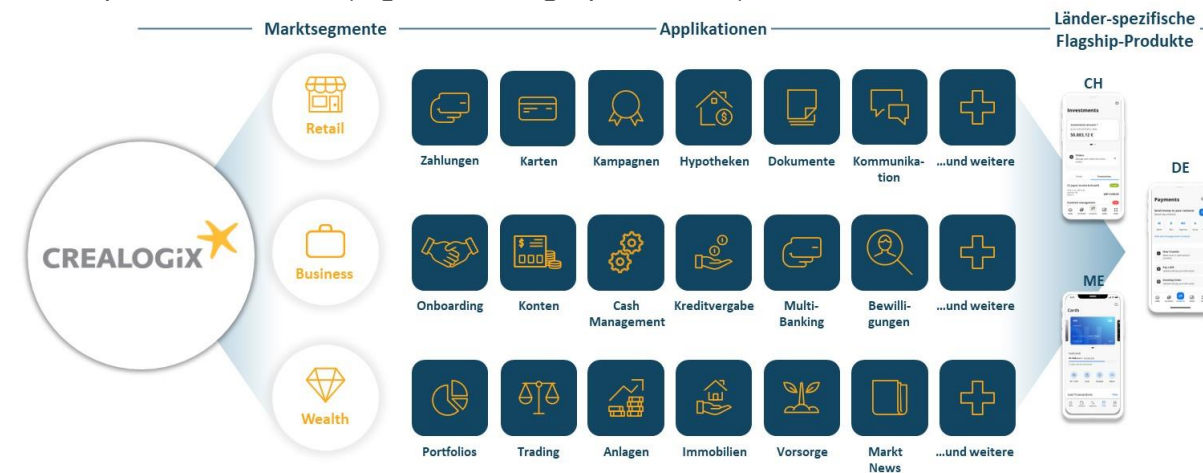 Marktsegmente
Applikationen
Länder-spezifische
Flagship-Produkte
CREALOGiX
Retail
Zahlungen
Karten
Kampagnen
Hypotheken
Dokumente
Kommunika-
tion
...und weitere
Business
Onboarding
Konten
Cash
Management
Kreditvergabe
Multi-
Banking
Bewilli-
gungen
...und weitere
Wealth
Portfolios
Trading
Anlagen
Immobilien
Vorsorge
Markt
News
...und weitere
CH
Investments
DE
Payments
ME
Cards